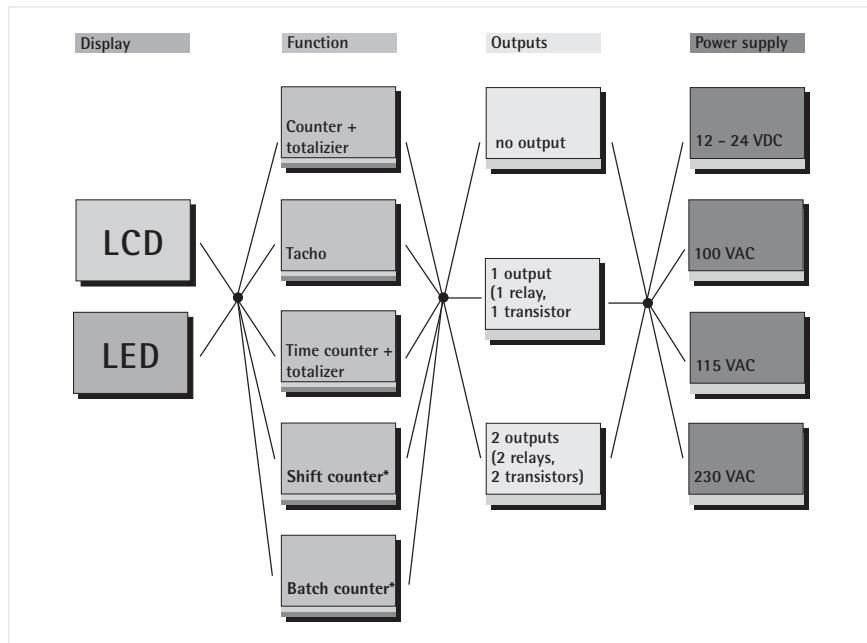 Display
Function
Outputs
Power supply
LCD
LED
Counter +
totalizier
Tacho
Time counter +
totalizer
Shift counter*
Batch counter*
no output
1 output
(1 relay,
1 transistor
2 outputs
(2 relays,
2 transistors)
12 - 24 VDC
100 VAC
115 VAC
230 VAC